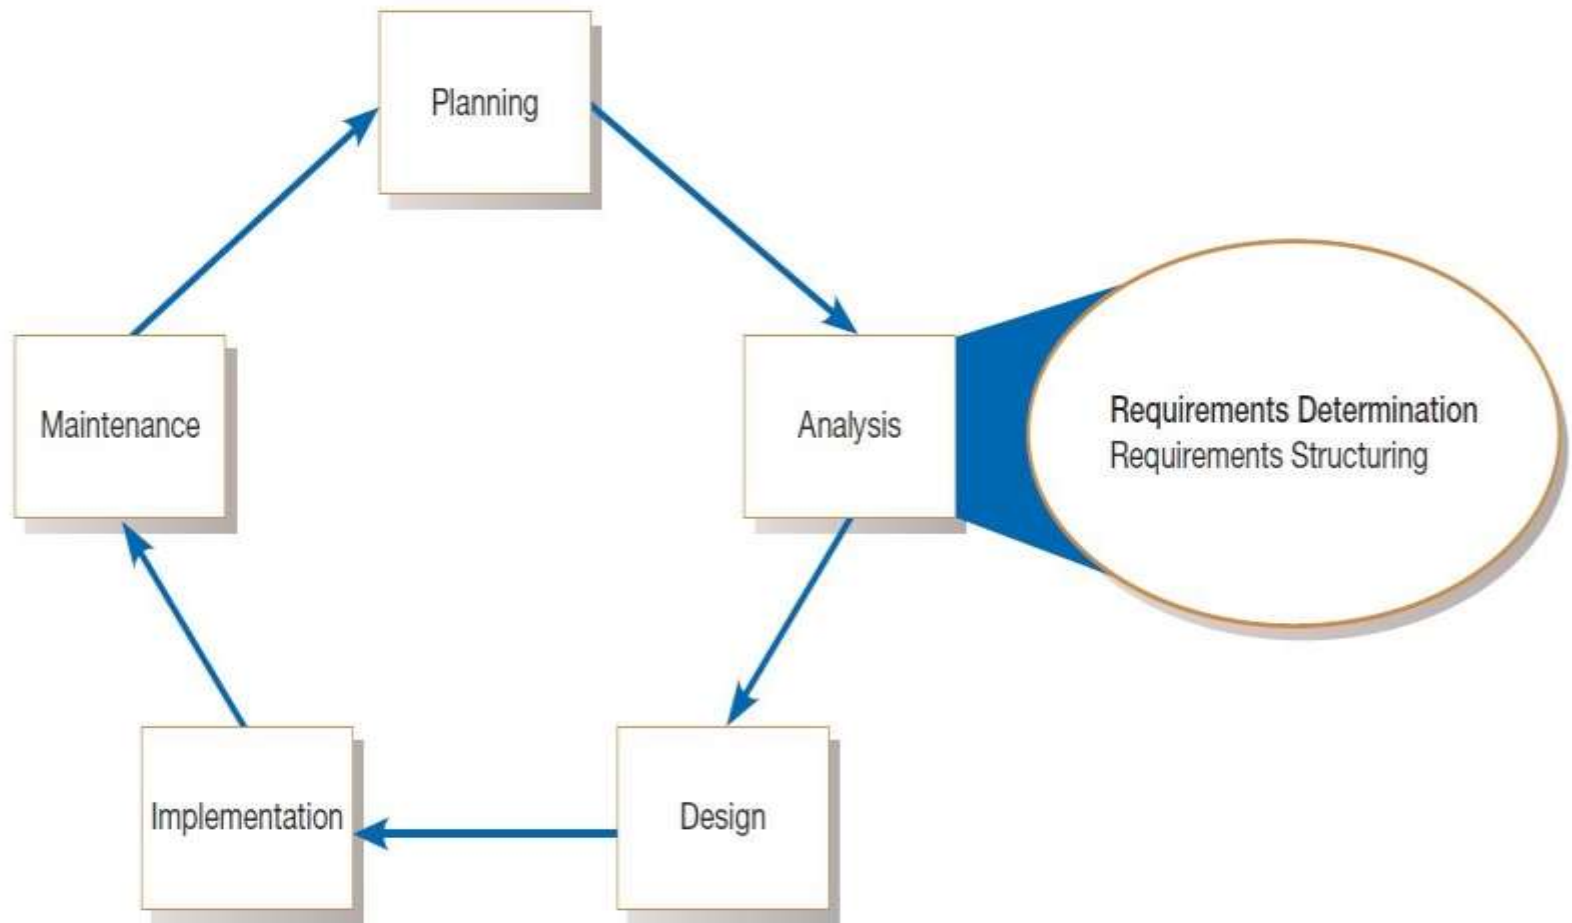 Planning
Maintenance
Analysis
Requirements Determination
Requirements Structuring
Implementation
Design